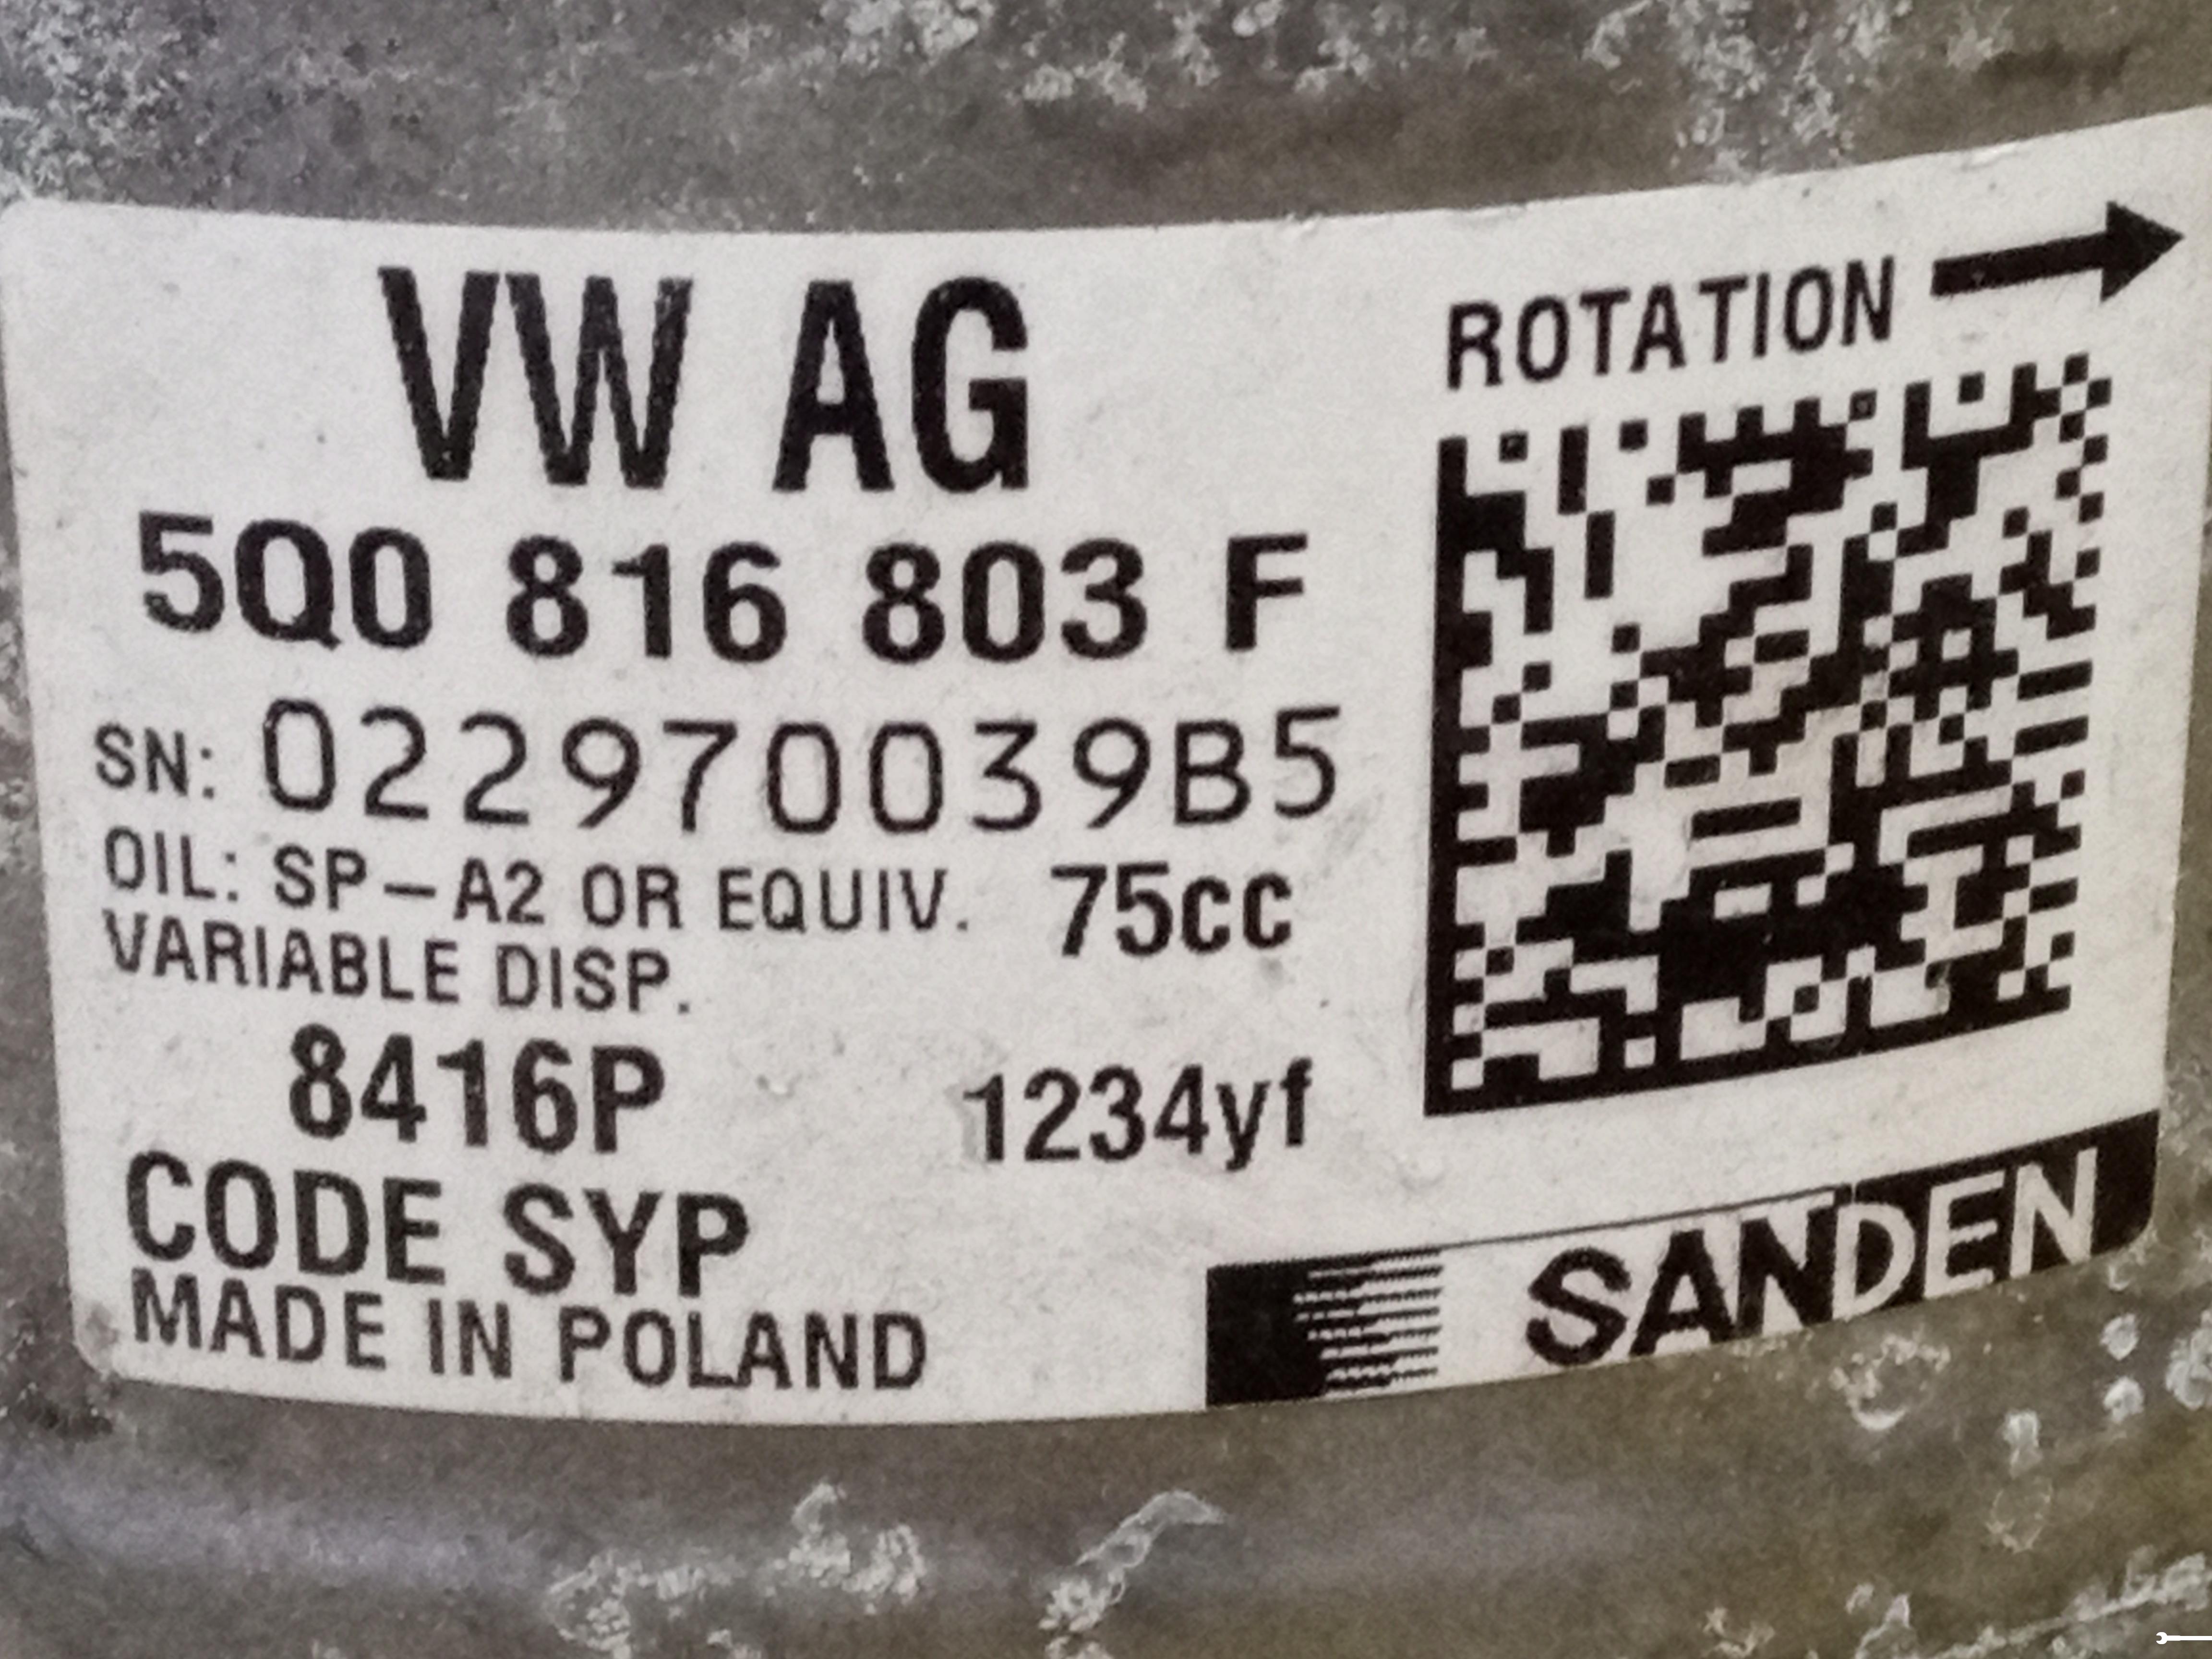 VW AG
5Q0 816 803 F
SN: 022970039B5
OIL: SP-A2 OR EQUIV. 75cc
VARIABLE DISP.
8416P 1234yf
CODE SYP
MADE IN POLAND
ROTATION
SANDEN